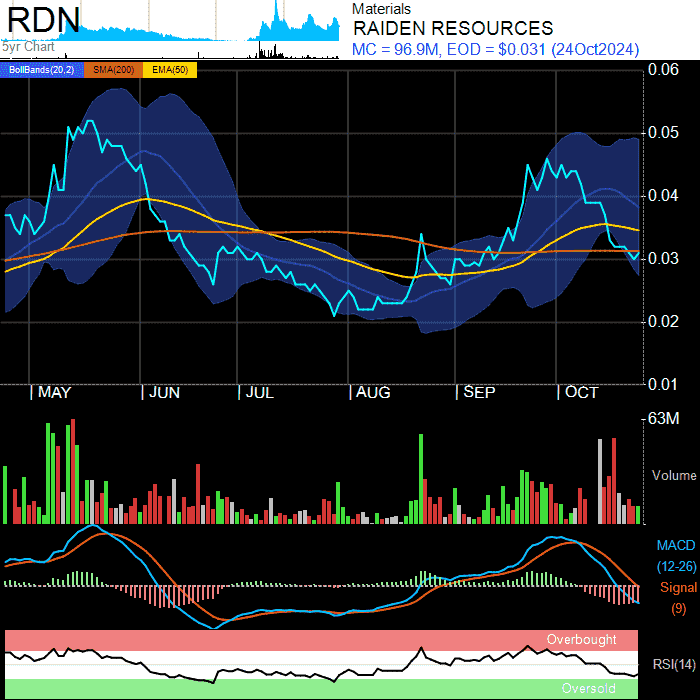 RDN
5yr Chart
Materials
RAIDEN RESOURCES
MC = 96.9M, EOD = $0.031 (24Oct2024)
BollBands(20,2) SMA(200) EMA(50)
0.06
0.05
0.04
0.03
0.02
0.01
MAY JUN JUL AUG SEP OCT
63M
Volume
MACD
(12-26)
Signal
(9)
Overbought
RSI(14)
Oversold